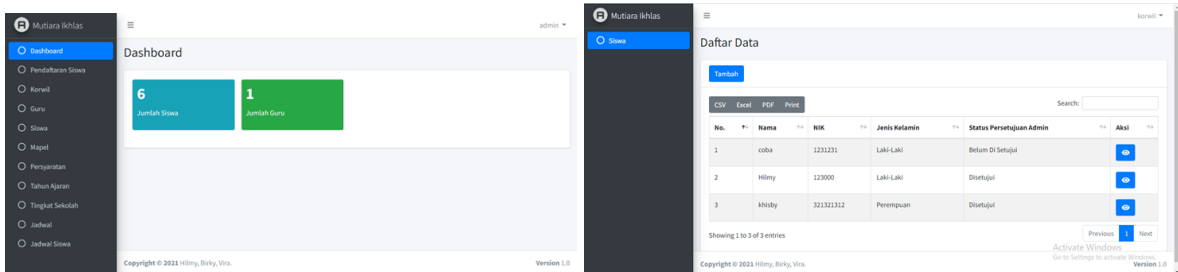 Mutiara Ikhlas
admin
Dashboard
Pendaftaran Siswa
Korwil
Guru
Siswa
Mapel
Persyaratan
Tahun Ajaran
Tingkat Sekolah
Jadwal
Jadwal Siswa
Dashboard
6
Jumlah Siswa
1
Jumlah Guru
Copyright © 2021 Hilmy, Birky, Vira.
Version 1.0
Mutiara Ikhlas
korwil
Siswa
Daftar Data
Tambah
CSV Excel PDF Print
Search:
No. Nama NIK Jenis Kelamin Status Persetujuan Admin Aksi
1 coba 1231231 Laki-Laki Belum Di Setujui
2 Hilmy 123000 Laki-Laki Disetujui
3 khisby 321321312 Perempuan Disetujui
Showing 1 to 3 of 3 entries
Previous 1 Next
Activate Windows
Go to Settings to activate Windows.
Copyright © 2021 Hilmy, Birky, Vira.
Version 1.0